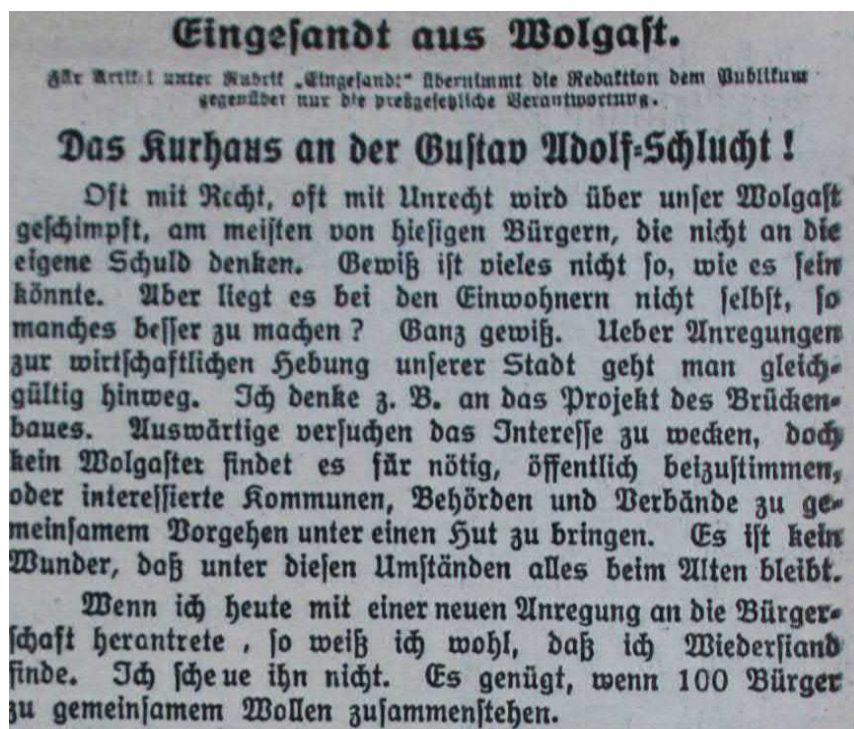 Eingesandt aus Wolgast.
Für Artikel unter Rubrik „Eingesandt“ übernimmt die Redaktion dem Publikum
gegenüber nur die preßgesetzliche Verantwortung.
Das Kurhaus an der Gustav Adolf-Schlucht!
Oft mit Recht, oft mit Unrecht wird über unser Wolgast
geschimpft, am meisten von hiesigen Bürgern, die nicht an die
eigene Schuld denken. Gewiß ist vieles nicht so, wie es sein
könnte. Aber liegt es bei den Einwohnern nicht selbst, so
manches besser zu machen? Ganz gewiß. Ueber Anregungen
zur wirtschaftlichen Hebung unserer Stadt geht man gleich-
gültig hinweg. Ich denke z. B. an das Projekt des Brücken-
baues. Auswärtige versuchen das Interesse zu wecken, doch
kein Wolgaster findet es für nötig, öffentlich beizustimmen,
oder interessierte Kommunen, Behörden und Verbände zu ge-
meinsamem Vorgehen unter einen Hut zu bringen. Es ist kein
Wunder, daß unter diesen Umständen alles beim Alten bleibt.
Wenn ich heute mit einer neuen Anregung an die Bürger-
schaft herantrete, so weiß ich wohl, daß ich Wiederstand
finde. Ich scheue ihn nicht. Es genügt, wenn 100 Bürger
zu gemeinsamem Wollen zusammenstehen.